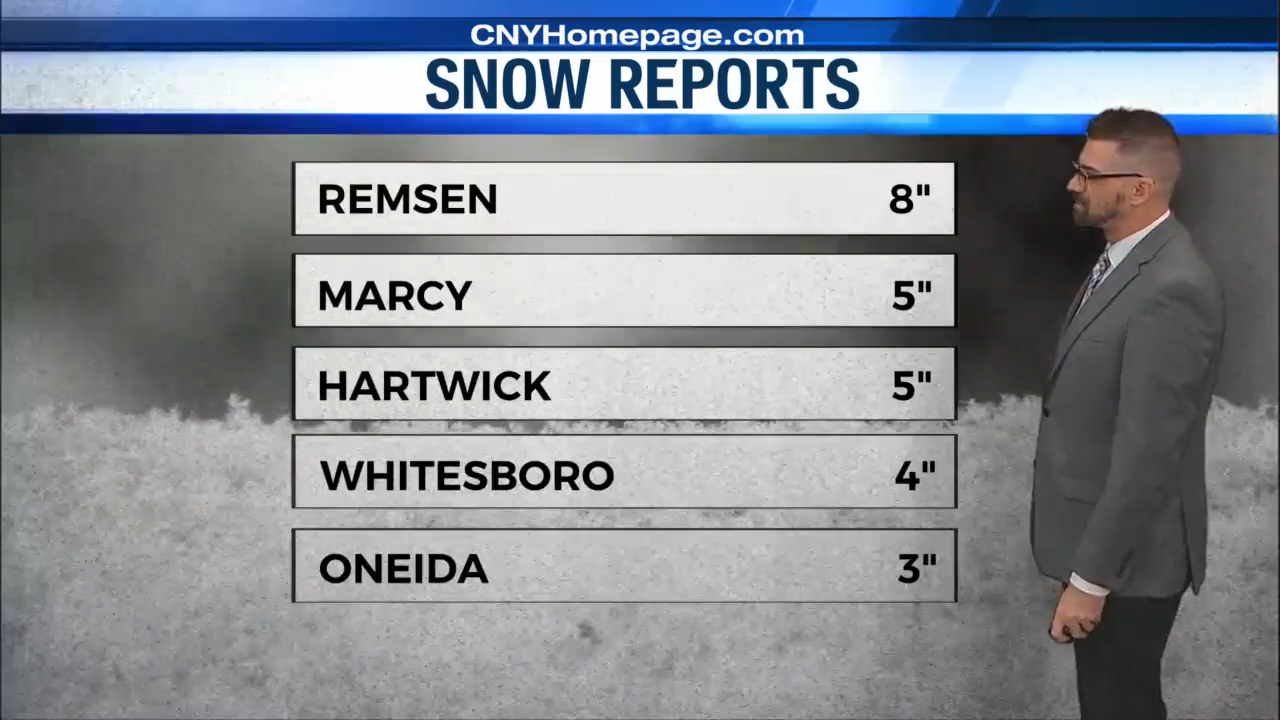 CNYHomepage.com
SNOW REPORTS
REMSEN 8"
MARCY 5"
HARTWICK 5"
WHITESBORO 4"
ONEIDA 3"